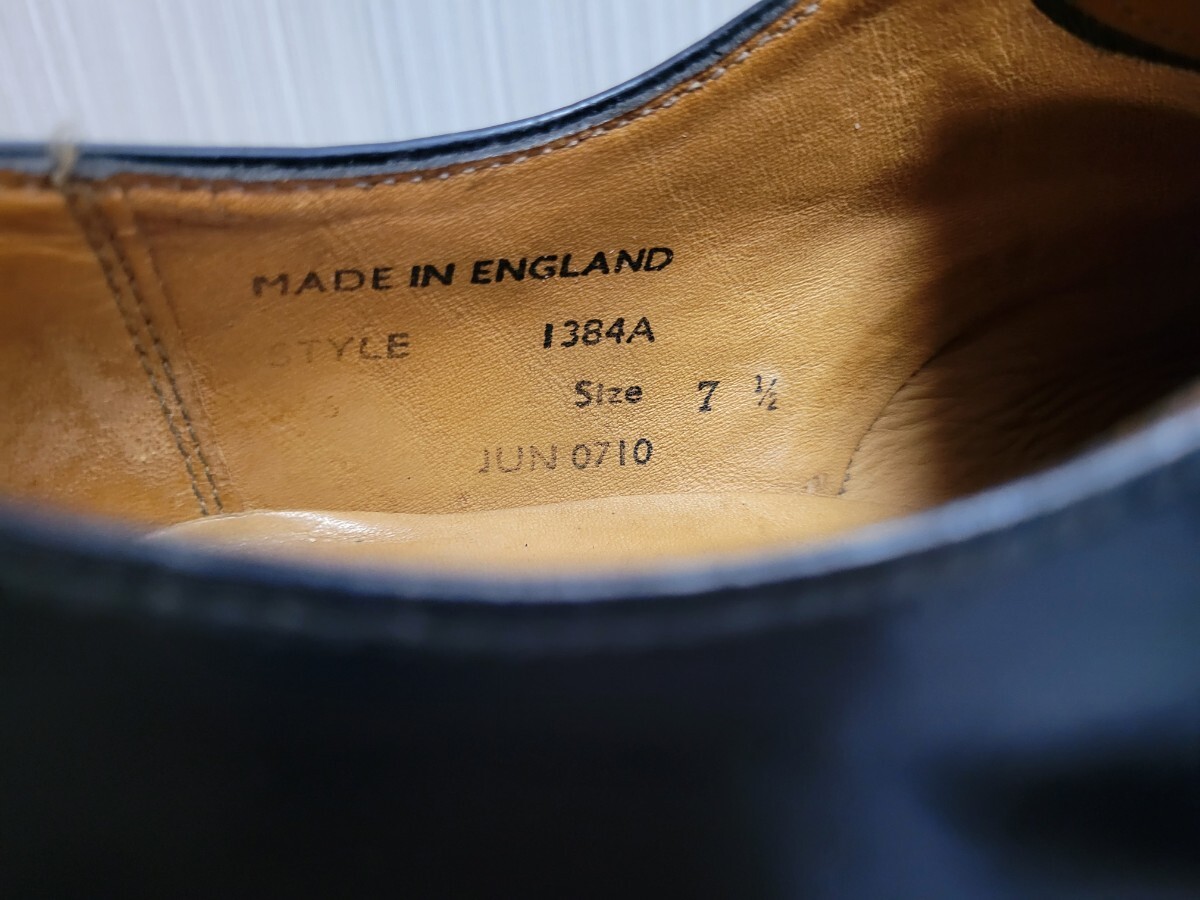 MADE IN ENGLAND
STYLE 1384A
Size 7 ½
JUN 0710